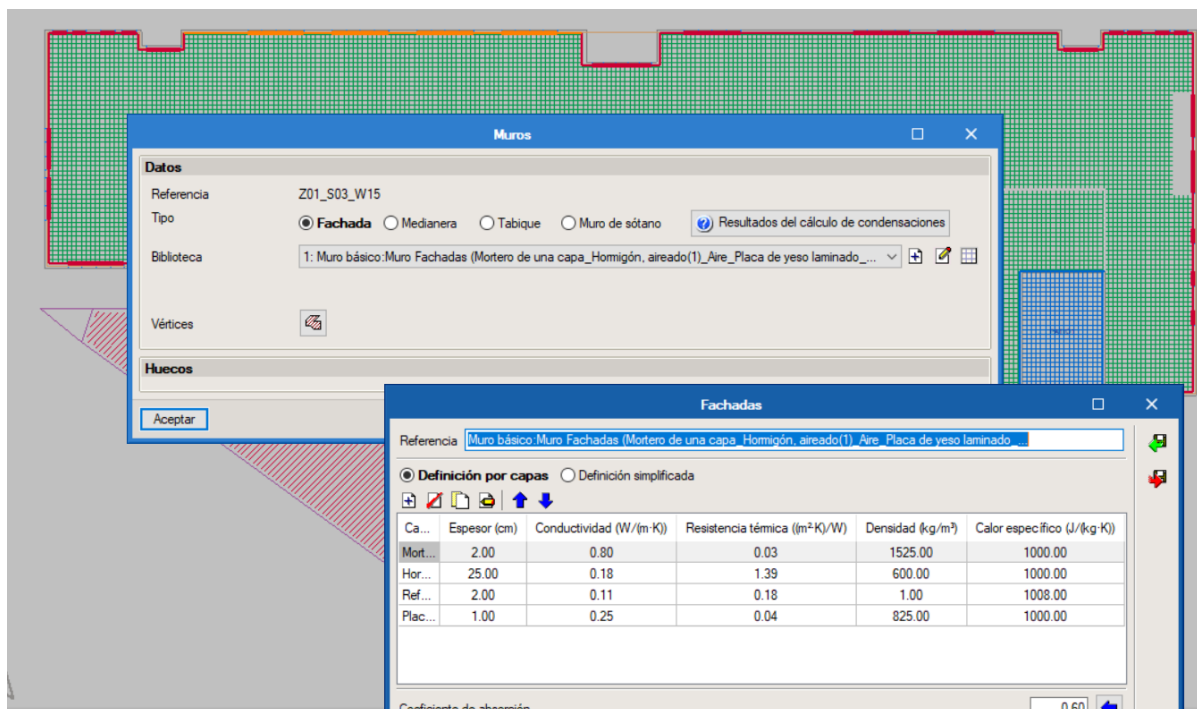 Muros
Datos
Referencia Z01_S03_W15
Tipo Fachada Medianera Tabique Muro de sótano Resultados del cálculo de condensaciones
Biblioteca 1: Muro básico:Muro Fachadas (Mortero de una capa_Hormigón, aireado(1)_Aire_Placa de yeso laminado_...
Vértices
Huecos
Aceptar
Fachadas
Referencia Muro básico:Muro Fachadas (Mortero de una capa_Hormigón, aireado(1)_Aire_Placa de yeso laminado_...
Definición por capas Definición simplificada
Ca... Espesor (cm) Conductividad (W/(m·K)) Resistencia térmica ((m²·K)/W) Densidad (kg/m³) Calor específico (J/(kg·K))
Mort... 2.00 0.80 0.03 1525.00 1000.00
Hor... 25.00 0.18 1.39 600.00 1000.00
Ref... 2.00 0.11 0.18 1.00 1008.00
Plac... 1.00 0.25 0.04 825.00 1000.00
Coeficiente de absorción 0.60